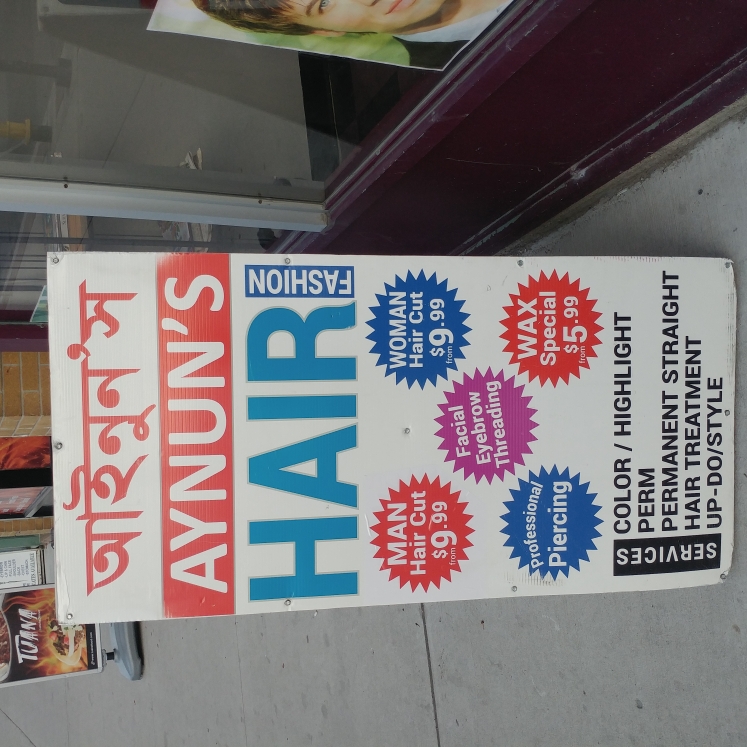 আইনুন'স
AYNUN'S
HAIR FASHION
MAN
Hair Cut
from $9.99
WOMAN
Hair Cut
from $9.99
Facial
Eyebrow
Threading
Professional/
Piercing
WAX
Special
from $5.99
SERVICES
COLOR / HIGHLIGHT
PERM
PERMANENT STRAIGHT
HAIR TREATMENT
UP-DO/STYLE
TUANA